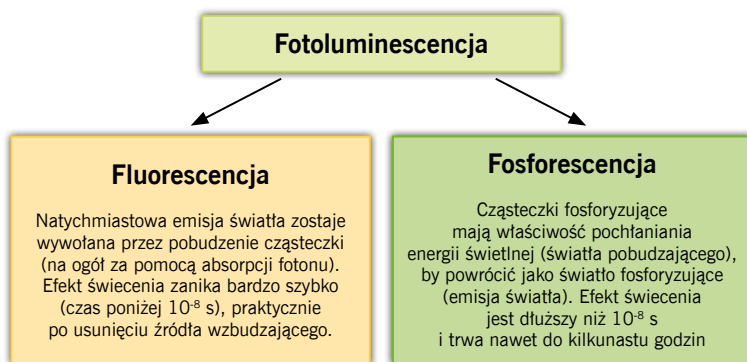 Fotoluminescencja
Fluorescencja
Natychmiastowa emisja światła zostaje
wywołana przez pobudzenie cząsteczki
(na ogół za pomocą absorpcji fotonu).
Efekt świecenia zanika bardzo szybko
(czas poniżej 10⁻⁸ s), praktycznie
po usunięciu źródła wzbudzającego.
Fosforescencja
Cząsteczki fosforyzujące
mają właściwość pochłaniania
energii świetlnej (światła pobudzającego),
by powrócić jako światło fosforyzujące
(emisja światła). Efekt świecenia
jest dłuższy niż 10⁻⁸ s
i trwa nawet do kilkunastu godzin